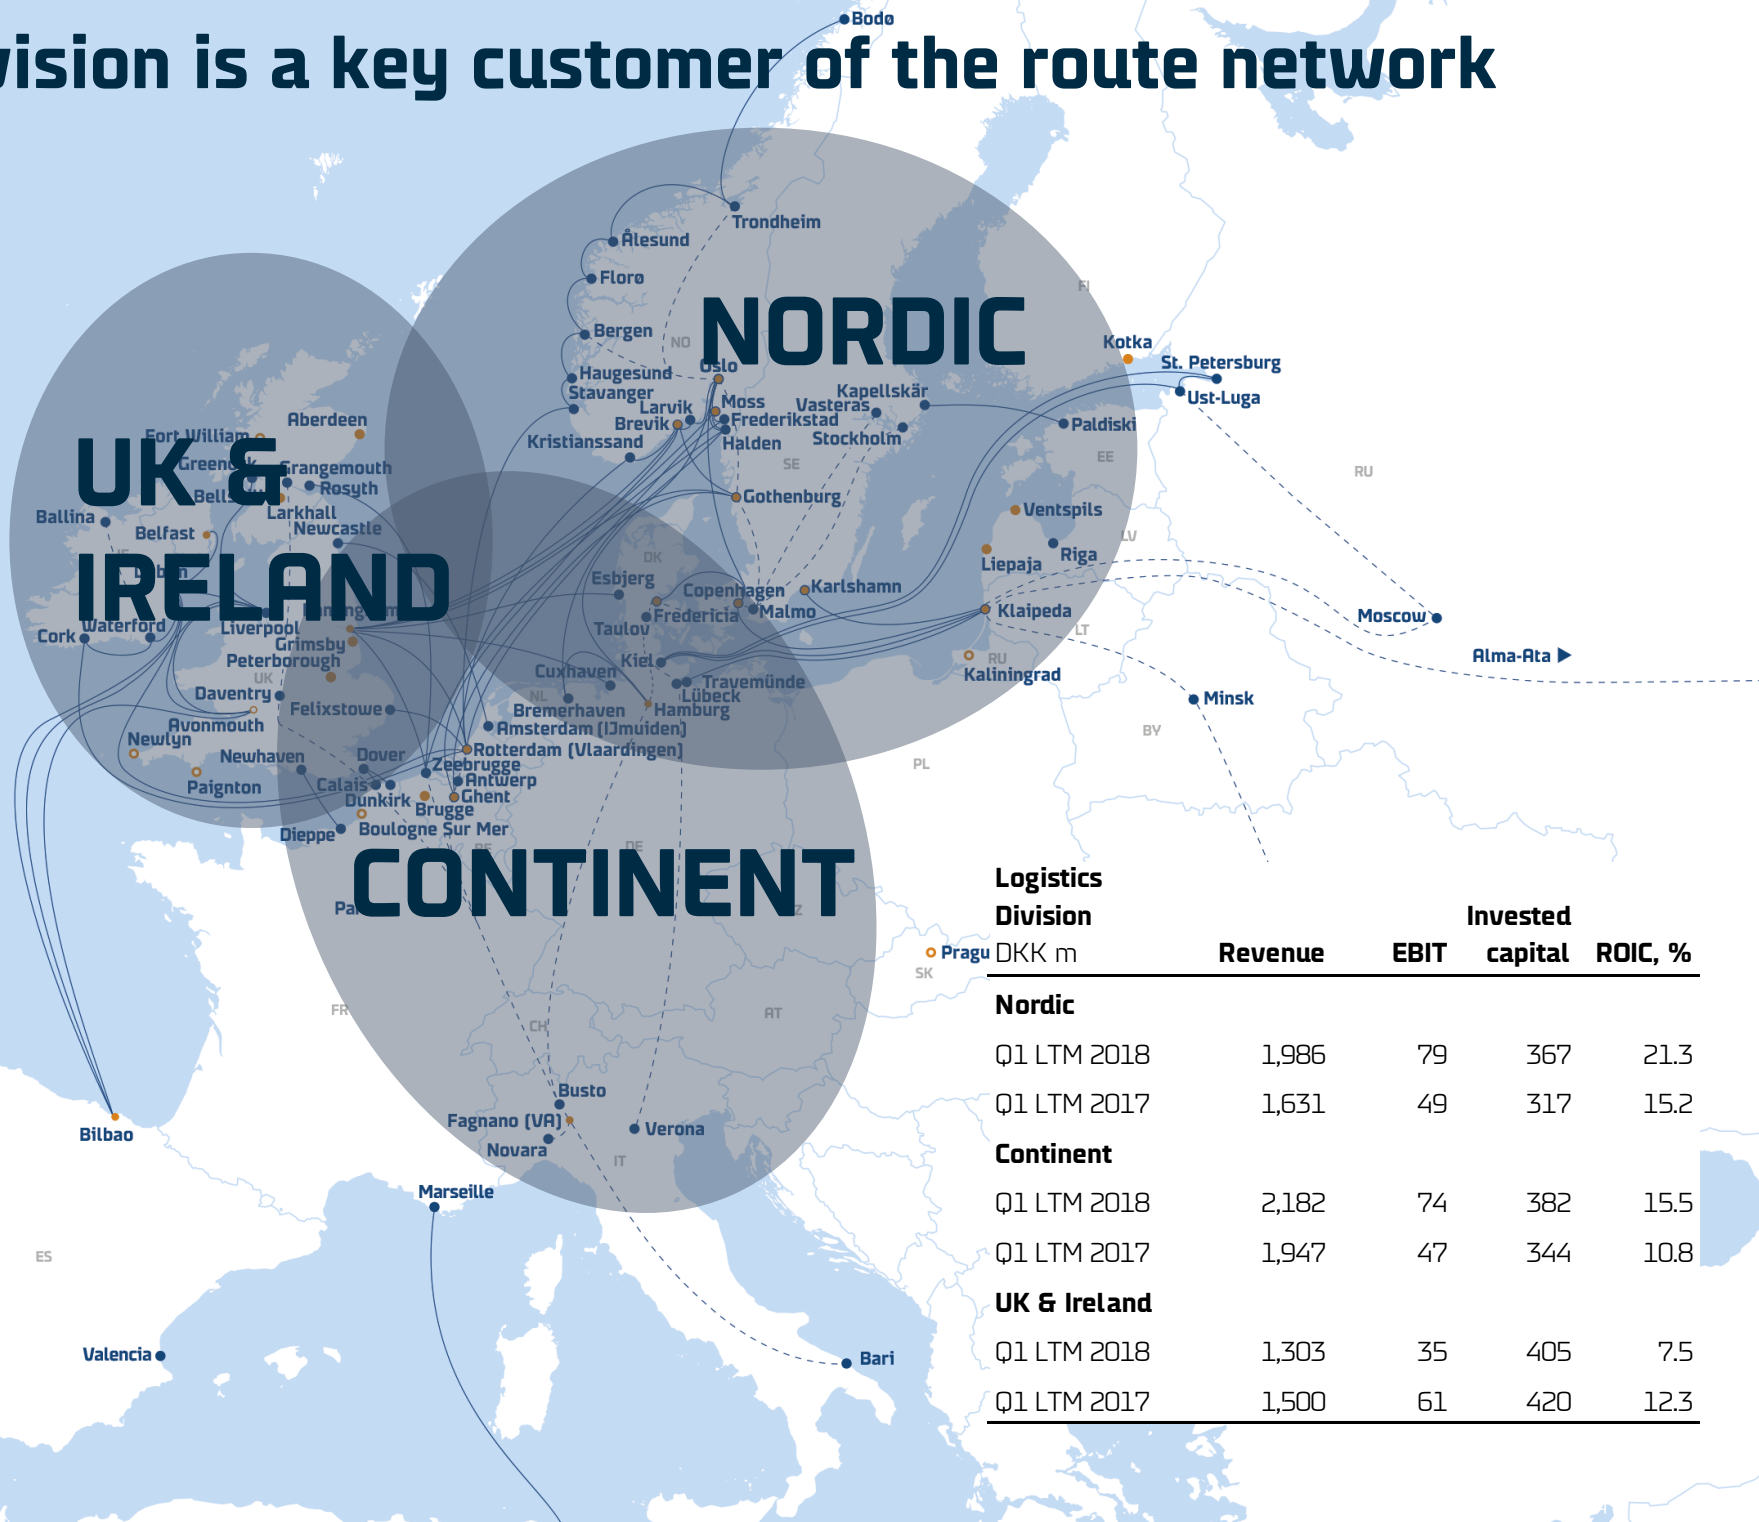 vision is a key customer of the route network
Bodø
Trondheim
Ålesund
Florø
NORDIC
FI
Bergen
NO
Kotka
St. Petersburg
Oslo
Haugesund
Stavanger
Kapellskär
Ust-Luga
Larvik
Moss
Vasteras
Aberdeen
Brevik
Frederikstad
Paldiski
Fort William
Kristianssand
Halden
Stockholm
UK &
EE
Greenock
Grangemouth
SE
RU
Rosyth
Gothenburg
Larkhall
Ventspils
Ballina
Newcastle
Belfast
LV
IRELAND
DK
Riga
Liepaja
Esbjerg
Copenhagen
Karlshamn
Klaipeda
Fredericia
Malmo
Moscow
Waterford
Liverpool
Taulov
LT
Cork
Grimsby
Alma-Ata
Peterborough
Kiel
RU
Kaliningrad
UK
Cuxhaven
Travemünde
Daventry
NL
Lübeck
Minsk
Felixstowe
Bremerhaven
Hamburg
Avonmouth
Amsterdam (IJmuiden)
BY
Newlyn
Rotterdam (Vlaardingen)
Newhaven
Dover
Zeebrugge
PL
Paignton
Calais
Antwerp
Dunkirk
Ghent
Brugge
Dieppe
Boulogne Sur Mer
BE
DE
CONTINENT
Pa
Z
Pragu
SK
FR
CH
AT
Busto
Fagnano (VA)
Verona
Novara
IT
Bilbao
Marseille
ES
Valencia
Bari
Logistics
Division Invested
DKK m Revenue EBIT capital ROIC, %
Nordic
Q1 LTM 2018 1,986 79 367 21.3
Q1 LTM 2017 1,631 49 317 15.2
Continent
Q1 LTM 2018 2,182 74 382 15.5
Q1 LTM 2017 1,947 47 344 10.8
UK & Ireland
Q1 LTM 2018 1,303 35 405 7.5
Q1 LTM 2017 1,500 61 420 12.3